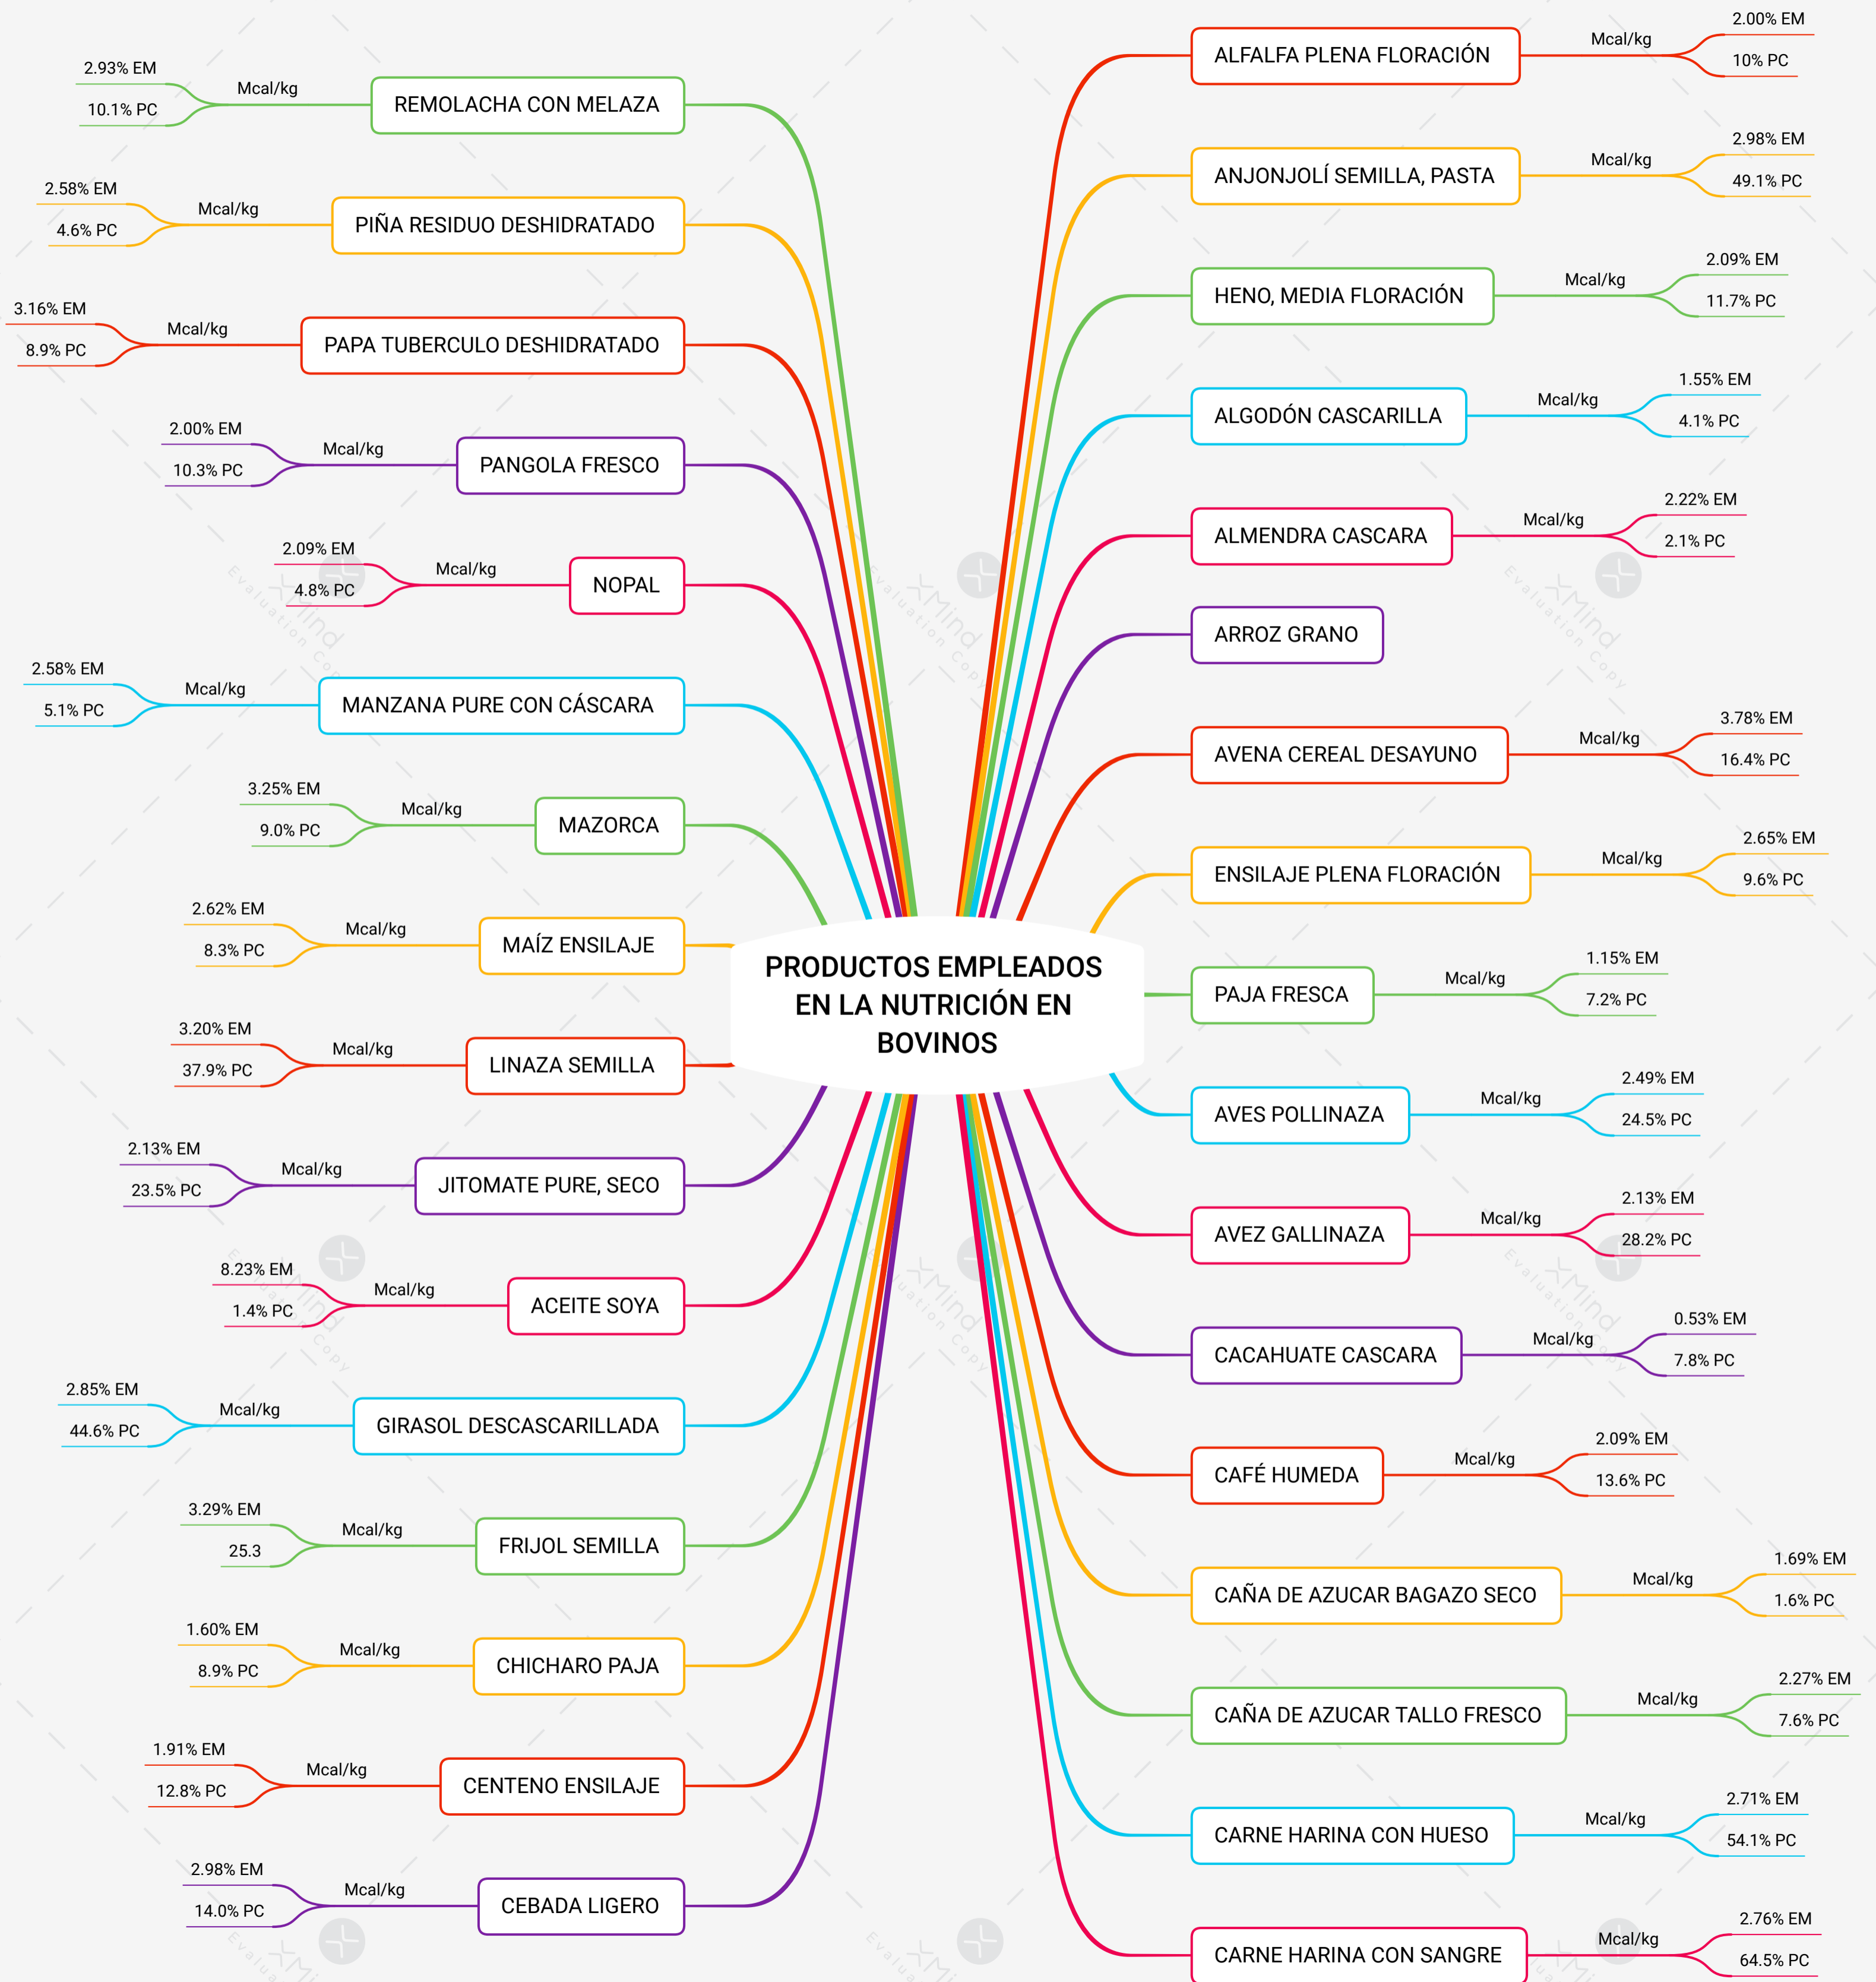 PRODUCTOS EMPLEADOS
EN LA NUTRICIÓN EN
BOVINOS
ALFALFA PLENA FLORACIÓN
Mcal/kg
2.00% EM
10% PC
ANJONJOLÍ SEMILLA, PASTA
Mcal/kg
2.98% EM
49.1% PC
HENO, MEDIA FLORACIÓN
Mcal/kg
2.09% EM
11.7% PC
ALGODÓN CASCARILLA
Mcal/kg
1.55% EM
4.1% PC
ALMENDRA CASCARA
Mcal/kg
2.22% EM
2.1% PC
ARROZ GRANO
AVENA CEREAL DESAYUNO
Mcal/kg
3.78% EM
16.4% PC
ENSILAJE PLENA FLORACIÓN
Mcal/kg
2.65% EM
9.6% PC
PAJA FRESCA
Mcal/kg
1.15% EM
7.2% PC
AVES POLLINAZA
Mcal/kg
2.49% EM
24.5% PC
AVEZ GALLINAZA
Mcal/kg
2.13% EM
28.2% PC
CACAHUATE CASCARA
Mcal/kg
0.53% EM
7.8% PC
CAFÉ HUMEDA
Mcal/kg
2.09% EM
13.6% PC
CAÑA DE AZUCAR BAGAZO SECO
Mcal/kg
1.69% EM
1.6% PC
CAÑA DE AZUCAR TALLO FRESCO
Mcal/kg
2.27% EM
7.6% PC
CARNE HARINA CON HUESO
Mcal/kg
2.71% EM
54.1% PC
CARNE HARINA CON SANGRE
Mcal/kg
2.76% EM
64.5% PC
REMOLACHA CON MELAZA
Mcal/kg
2.93% EM
10.1% PC
PIÑA RESIDUO DESHIDRATADO
Mcal/kg
2.58% EM
4.6% PC
PAPA TUBERCULO DESHIDRATADO
Mcal/kg
3.16% EM
8.9% PC
PANGOLA FRESCO
Mcal/kg
2.00% EM
10.3% PC
NOPAL
Mcal/kg
2.09% EM
4.8% PC
MANZANA PURE CON CÁSCARA
Mcal/kg
2.58% EM
5.1% PC
MAZORCA
Mcal/kg
3.25% EM
9.0% PC
MAÍZ ENSILAJE
Mcal/kg
2.62% EM
8.3% PC
LINAZA SEMILLA
Mcal/kg
3.20% EM
37.9% PC
JITOMATE PURE, SECO
Mcal/kg
2.13% EM
23.5% PC
ACEITE SOYA
Mcal/kg
8.23% EM
1.4% PC
GIRASOL DESCASCARILLADA
Mcal/kg
2.85% EM
44.6% PC
FRIJOL SEMILLA
Mcal/kg
3.29% EM
25.3
CHICHARO PAJA
Mcal/kg
1.60% EM
8.9% PC
CENTENO ENSILAJE
Mcal/kg
1.91% EM
12.8% PC
CEBADA LIGERO
Mcal/kg
2.98% EM
14.0% PC
XMind
Evaluation Copy
XMind
Evaluation Copy
XMind
Evaluation Copy
XMind
Evaluation Copy
XMind
Evaluation Copy
XMind
Evaluation Copy